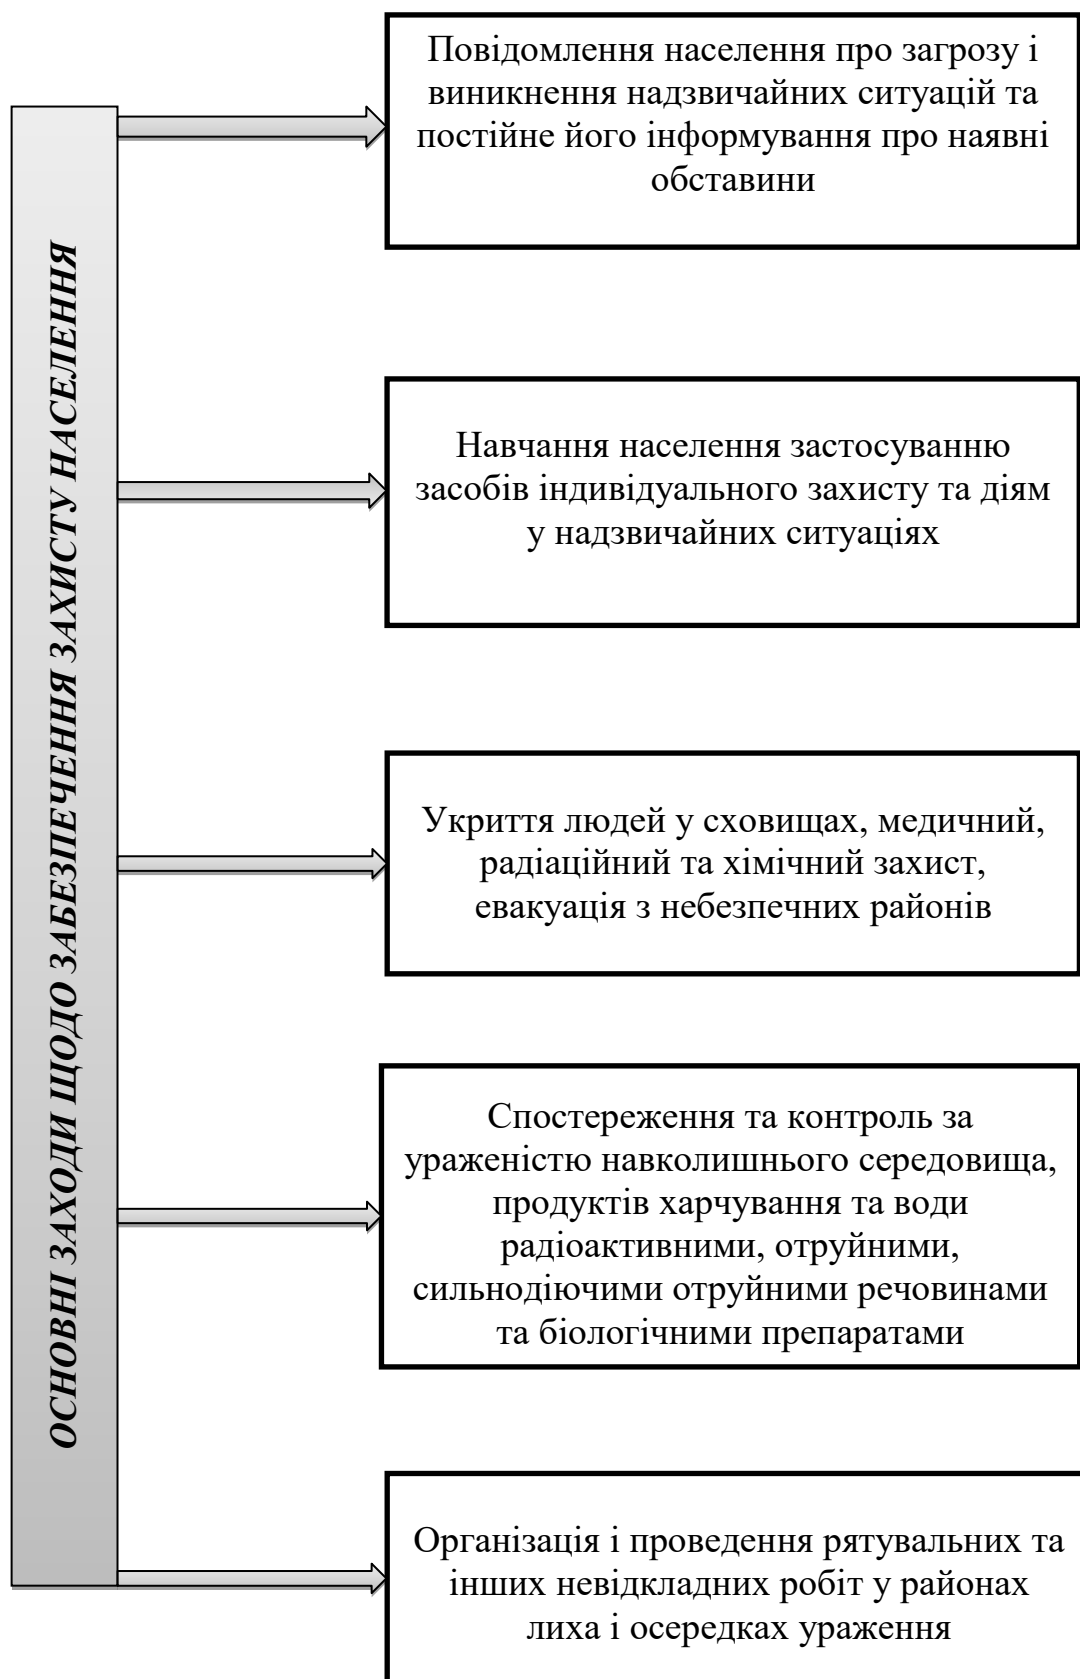 ОСНОВНІ ЗАХОДИ ЩОДО ЗАБЕЗПЕЧЕННЯ ЗАХИСТУ НАСЕЛЕННЯ
Повідомлення населення про загрозу і
виникнення надзвичайних ситуацій та
постійне його інформування про наявні
обставини
Навчання населення застосуванню
засобів індивідуального захисту та діям
у надзвичайних ситуаціях
Укриття людей у сховищах, медичний,
радіаційний та хімічний захист,
евакуація з небезпечних районів
Спостереження та контроль за
ураженістю навколишнього середовища,
продуктів харчування та води
радіоактивними, отруйними,
сильнодіючими отруйними речовинами
та біологічними препаратами
Організація і проведення рятувальних та
інших невідкладних робіт у районах
лиха і осередках ураження